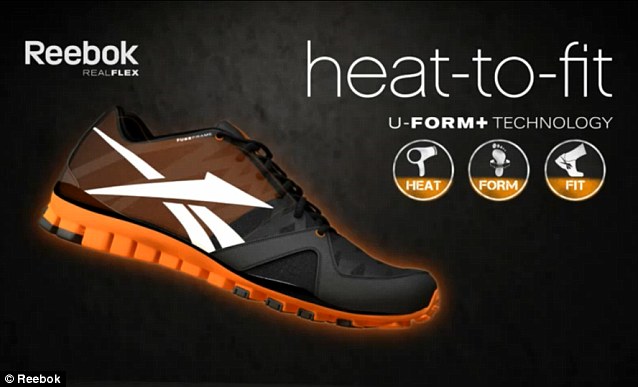 Reebok
REALFLEX
heat-to-fit
U-FORM+ TECHNOLOGY
HEAT
FORM
FIT
© Reebok